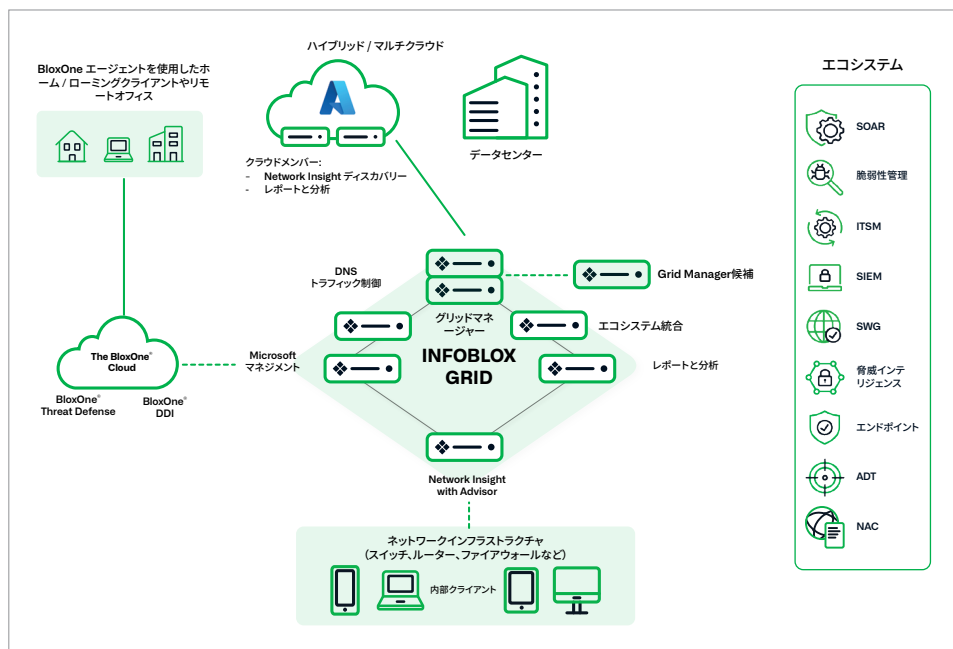 BloxOne エージェントを使用したホ
ーム / ローミングクライアントやリモ
ートオフィス
ハイブリッド / マルチクラウド
クラウドメンバー:
- Network Insight ディスカバリー
- レポートと分析
データセンター
エコシステム
SOAR
脆弱性管理
ITSM
SIEM
SWG
脅威インテ
リジェンス
エンドポイント
ADT
NAC
DNS
トラフィック制御
Grid Manager候補
グリッドマネ
ージャー
エコシステム統合
INFOBLOX
GRID
Microsoft
マネジメント
レポートと分析
The BloxOne®
Cloud
BloxOne®
Threat Defense
BloxOne®
DDI
Network Insight
with Advisor
ネットワークインフラストラクチャ
(スイッチ、ルーター、ファイアウォールなど)
内部クライアント